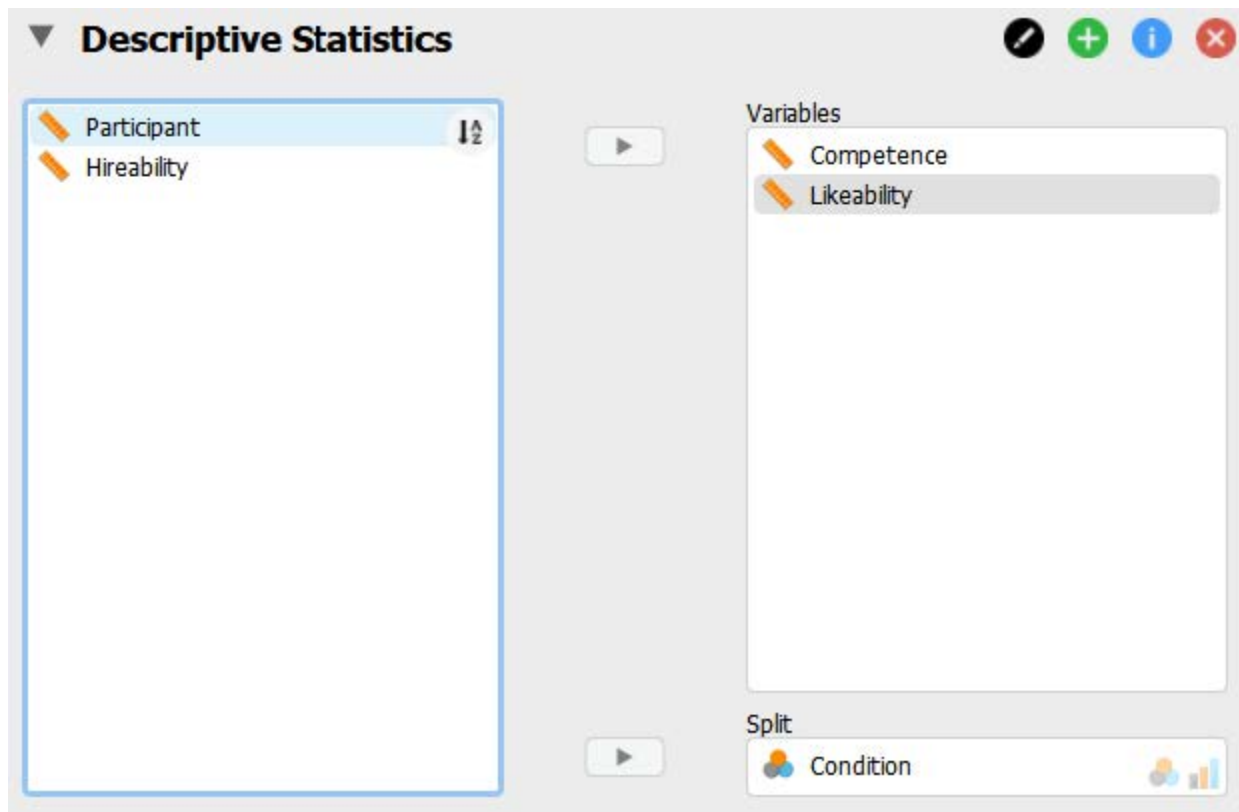 Descriptive Statistics
Participant
Hireability
Variables
Competence
Likeability
Split
Condition